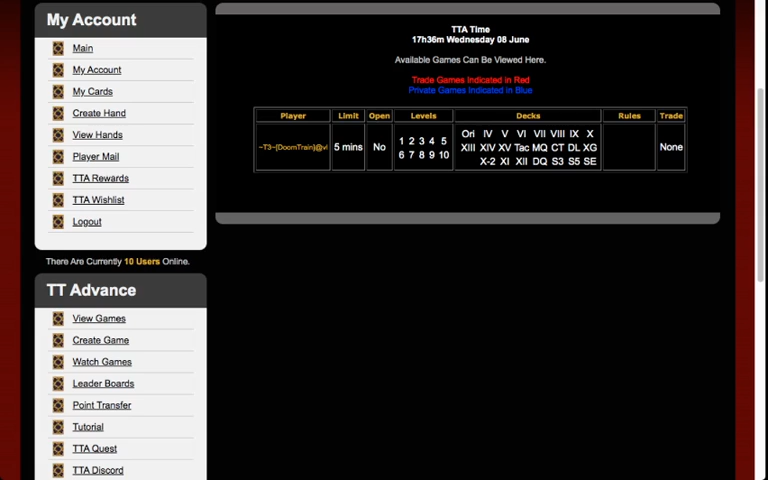 My Account
Main
My Account
My Cards
Create Hand
View Hands
Player Mail
TTA Rewards
TTA Wishlist
Logout
There Are Currently 10 Users Online.
TT Advance
View Games
Create Game
Watch Games
Leader Boards
Point Transfer
Tutorial
TTA Quest
TTA Discord
TTA Time
17h36m Wednesday 08 June
Available Games Can Be Viewed Here.
Trade Games Indicated in Red
Private Games Indicated in Blue
Player Limit Open Levels Decks Rules Trade
5 mins No None
1 2 3 4 5
6 7 8 9 10
Ori IV V VI VII VIII IX X
XIII XIV XV Tac MQ CT DL XG
X-2 XI XII DQ S3 S5 SE